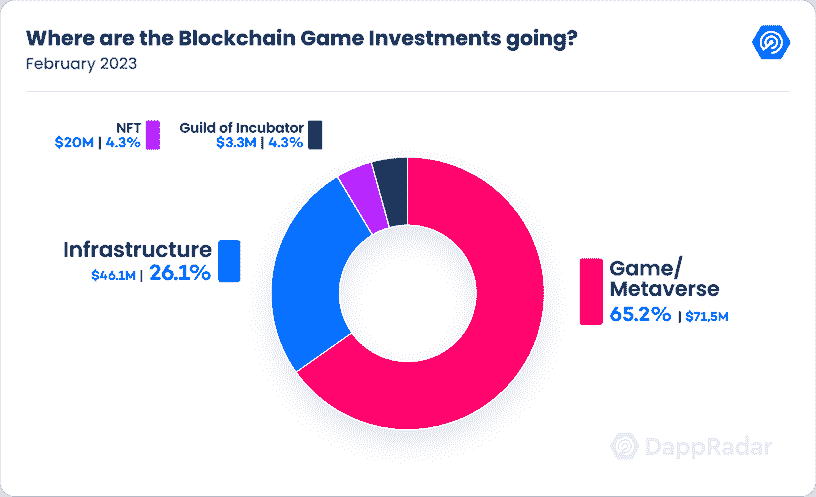 Where are the Blockchain Game Investments going?
February 2023
NFT
$20M | 4.3%
Guild of Incubator
$3.3M | 4.3%
Infrastructure
$46.1M | 26.1%
Game/
Metaverse
65.2% | $71,5M
DappRadar